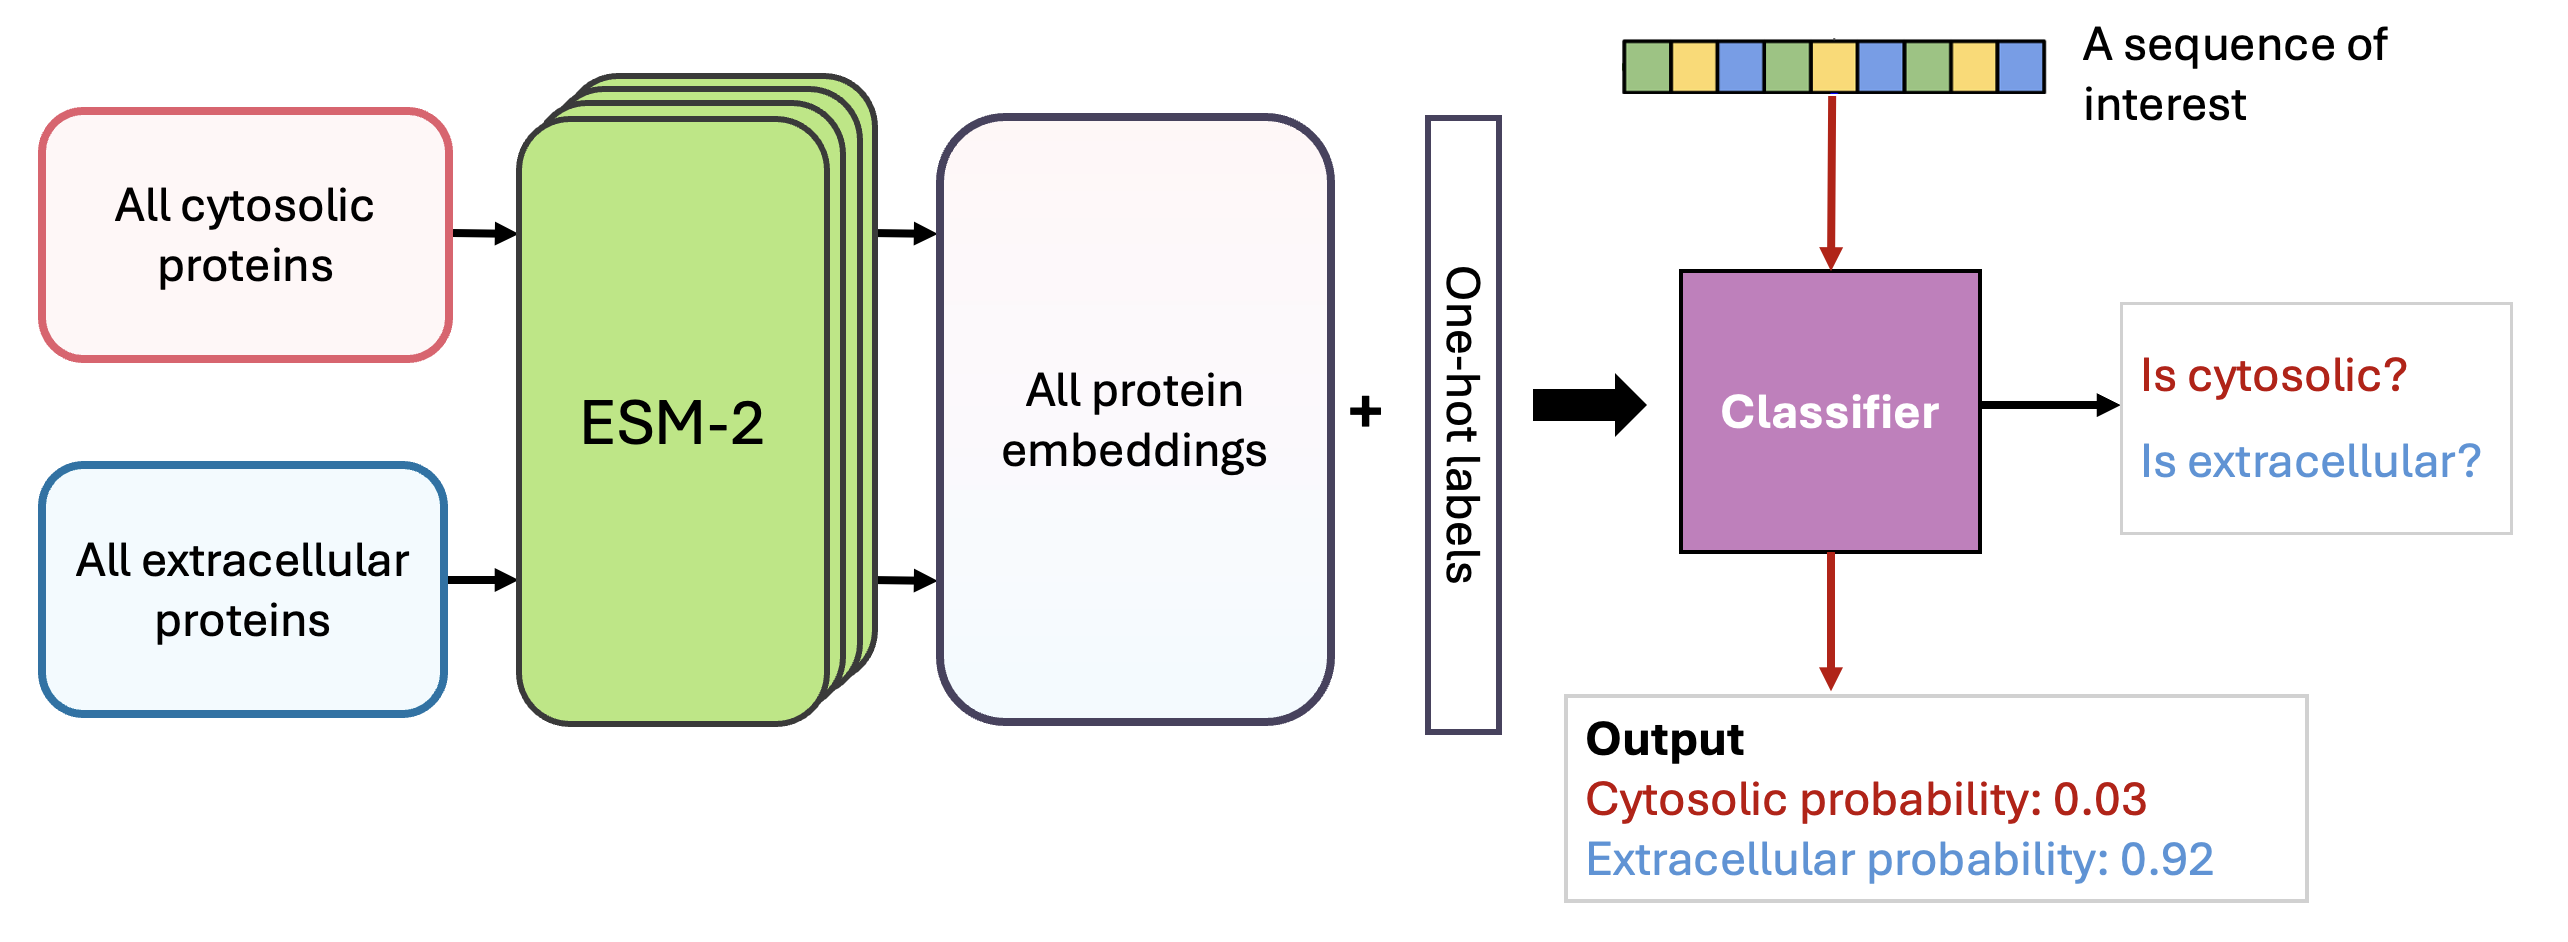 All cytosolic
proteins
All extracellular
proteins
ESM-2
All protein
embeddings
+
One-hot labels
A sequence of
interest
Classifier
Is cytosolic?
Is extracellular?
Output
Cytosolic probability: 0.03
Extracellular probability: 0.92